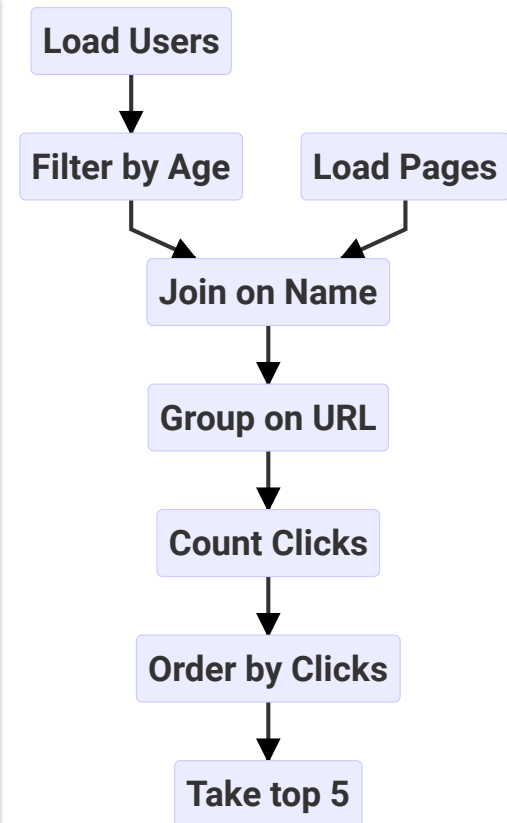 Load Users
Filter by Age
Load Pages
Join on Name
Group on URL
Count Clicks
Order by Clicks
Take top 5